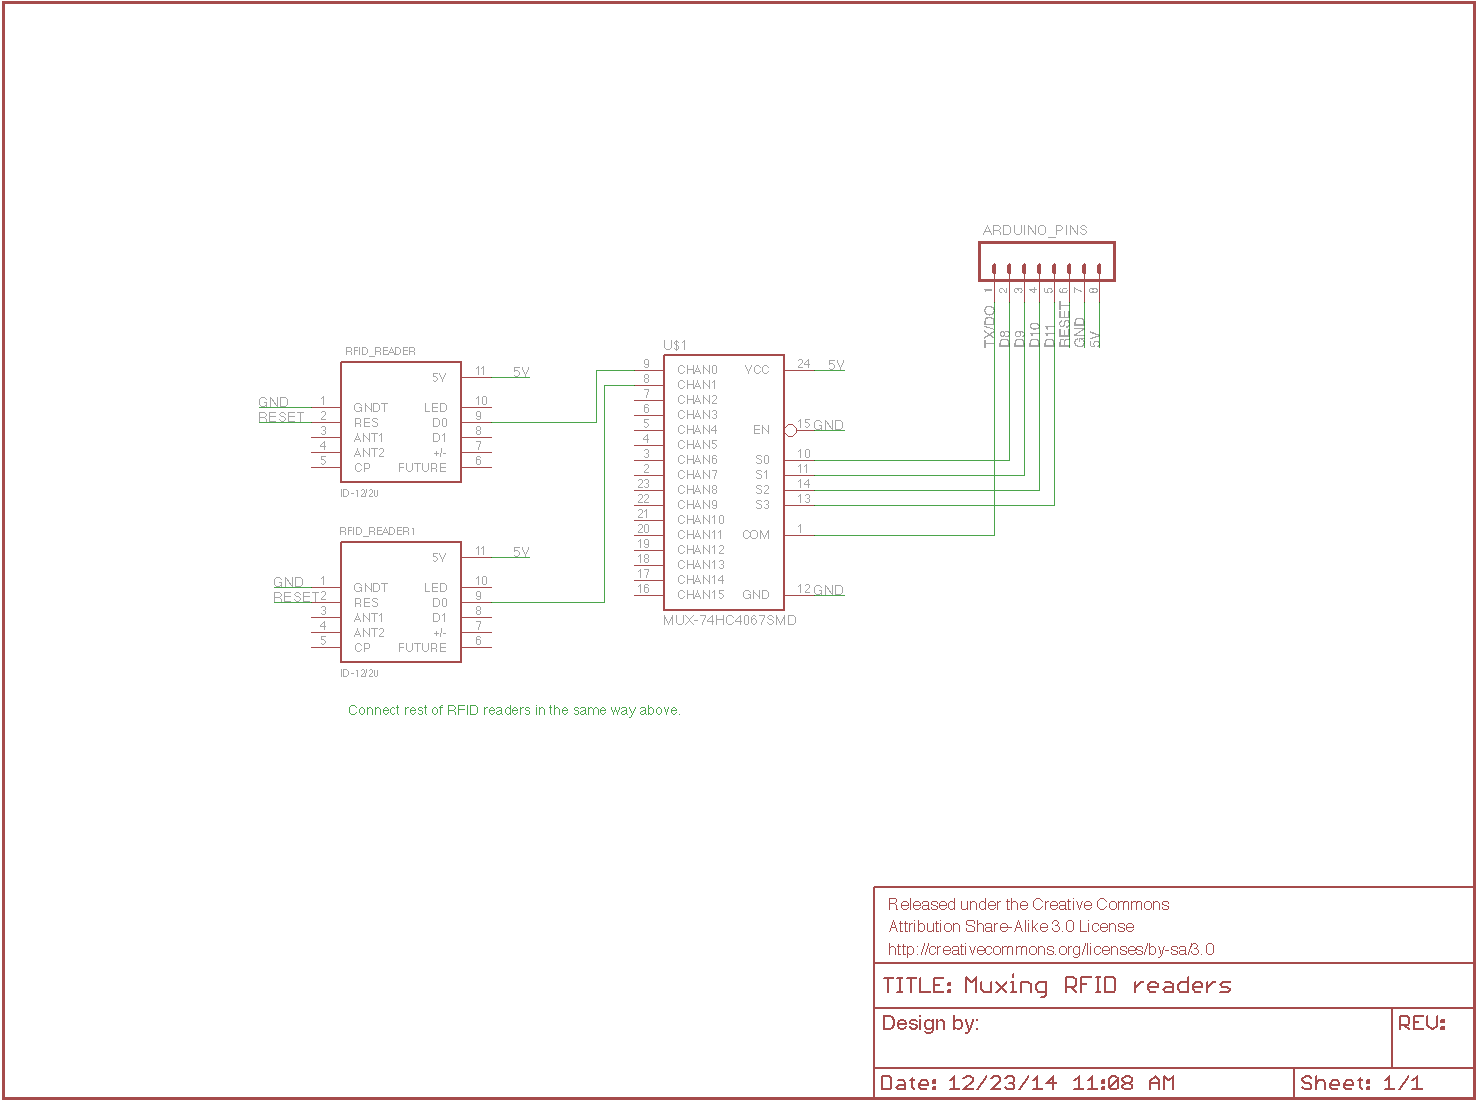 ARDUINO_PINS
1 2 3 4 5 6 7 8
TX/DO D8 D9 D10 D11 RESET GND 5V
RFID_READER
5V 11 5V
GND 1 GNDT LED 10
RESET 2 RES D0 9
3 ANT1 D1 8
4 ANT2 +/- 7
5 CP FUTURE 6
ID-12/20
RFID_READER1
5V 11 5V
GND 1 GNDT LED 10
RESET 2 RES D0 9
3 ANT1 D1 8
4 ANT2 +/- 7
5 CP FUTURE 6
ID-12/20
U$1
9 CHAN0 VCC 24 5V
8 CHAN1
7 CHAN2
6 CHAN3
5 CHAN4 EN 15 GND
4 CHAN5
3 CHAN6 S0 10
2 CHAN7 S1 11
23 CHAN8 S2 14
22 CHAN9 S3 13
21 CHAN10
20 CHAN11 COM 1
19 CHAN12
18 CHAN13
17 CHAN14
16 CHAN15 GND 12 GND
MUX-74HC4067SMD
Connect rest of RFID readers in the same way above.
Released under the Creative Commons
Attribution Share-Alike 3.0 License
http://creativecommons.org/licenses/by-sa/3.0
TITLE: Muxing RFID readers
Design by:
REV:
Date: 12/23/14 11:08 AM
Sheet: 1/1